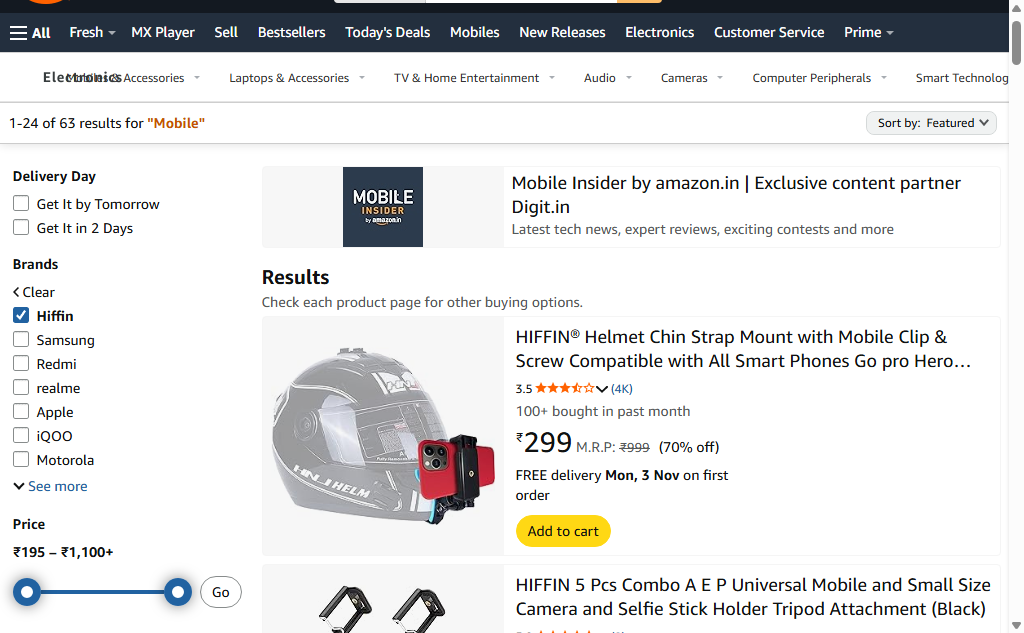 All
Fresh
MX Player
Sell
Bestsellers
Today's Deals
Mobiles
New Releases
Electronics
Customer Service
Prime
Electronics
Mobiles & Accessories
Laptops & Accessories
TV & Home Entertainment
Audio
Cameras
Computer Peripherals
Smart Technolog
1-24 of 63 results for "Mobile"
Sort by: Featured
Delivery Day
Get It by Tomorrow
Get It in 2 Days
Brands
Clear
Hiffin
Samsung
Redmi
realme
Apple
iQOO
Motorola
See more
Price
₹195 – ₹1,100+
Go
MOBILE
INSIDER
by amazon.in
Mobile Insider by amazon.in | Exclusive content partner
Digit.in
Latest tech news, expert reviews, exciting contests and more
Results
Check each product page for other buying options.
HNJ HELM
HIFFIN® Helmet Chin Strap Mount with Mobile Clip &
Screw Compatible with All Smart Phones Go pro Hero…
3.5 (4K)
100+ bought in past month
₹299 M.R.P: ₹999 (70% off)
FREE delivery Mon, 3 Nov on first
order
Add to cart
HIFFIN 5 Pcs Combo A E P Universal Mobile and Small Size
Camera and Selfie Stick Holder Tripod Attachment (Black)